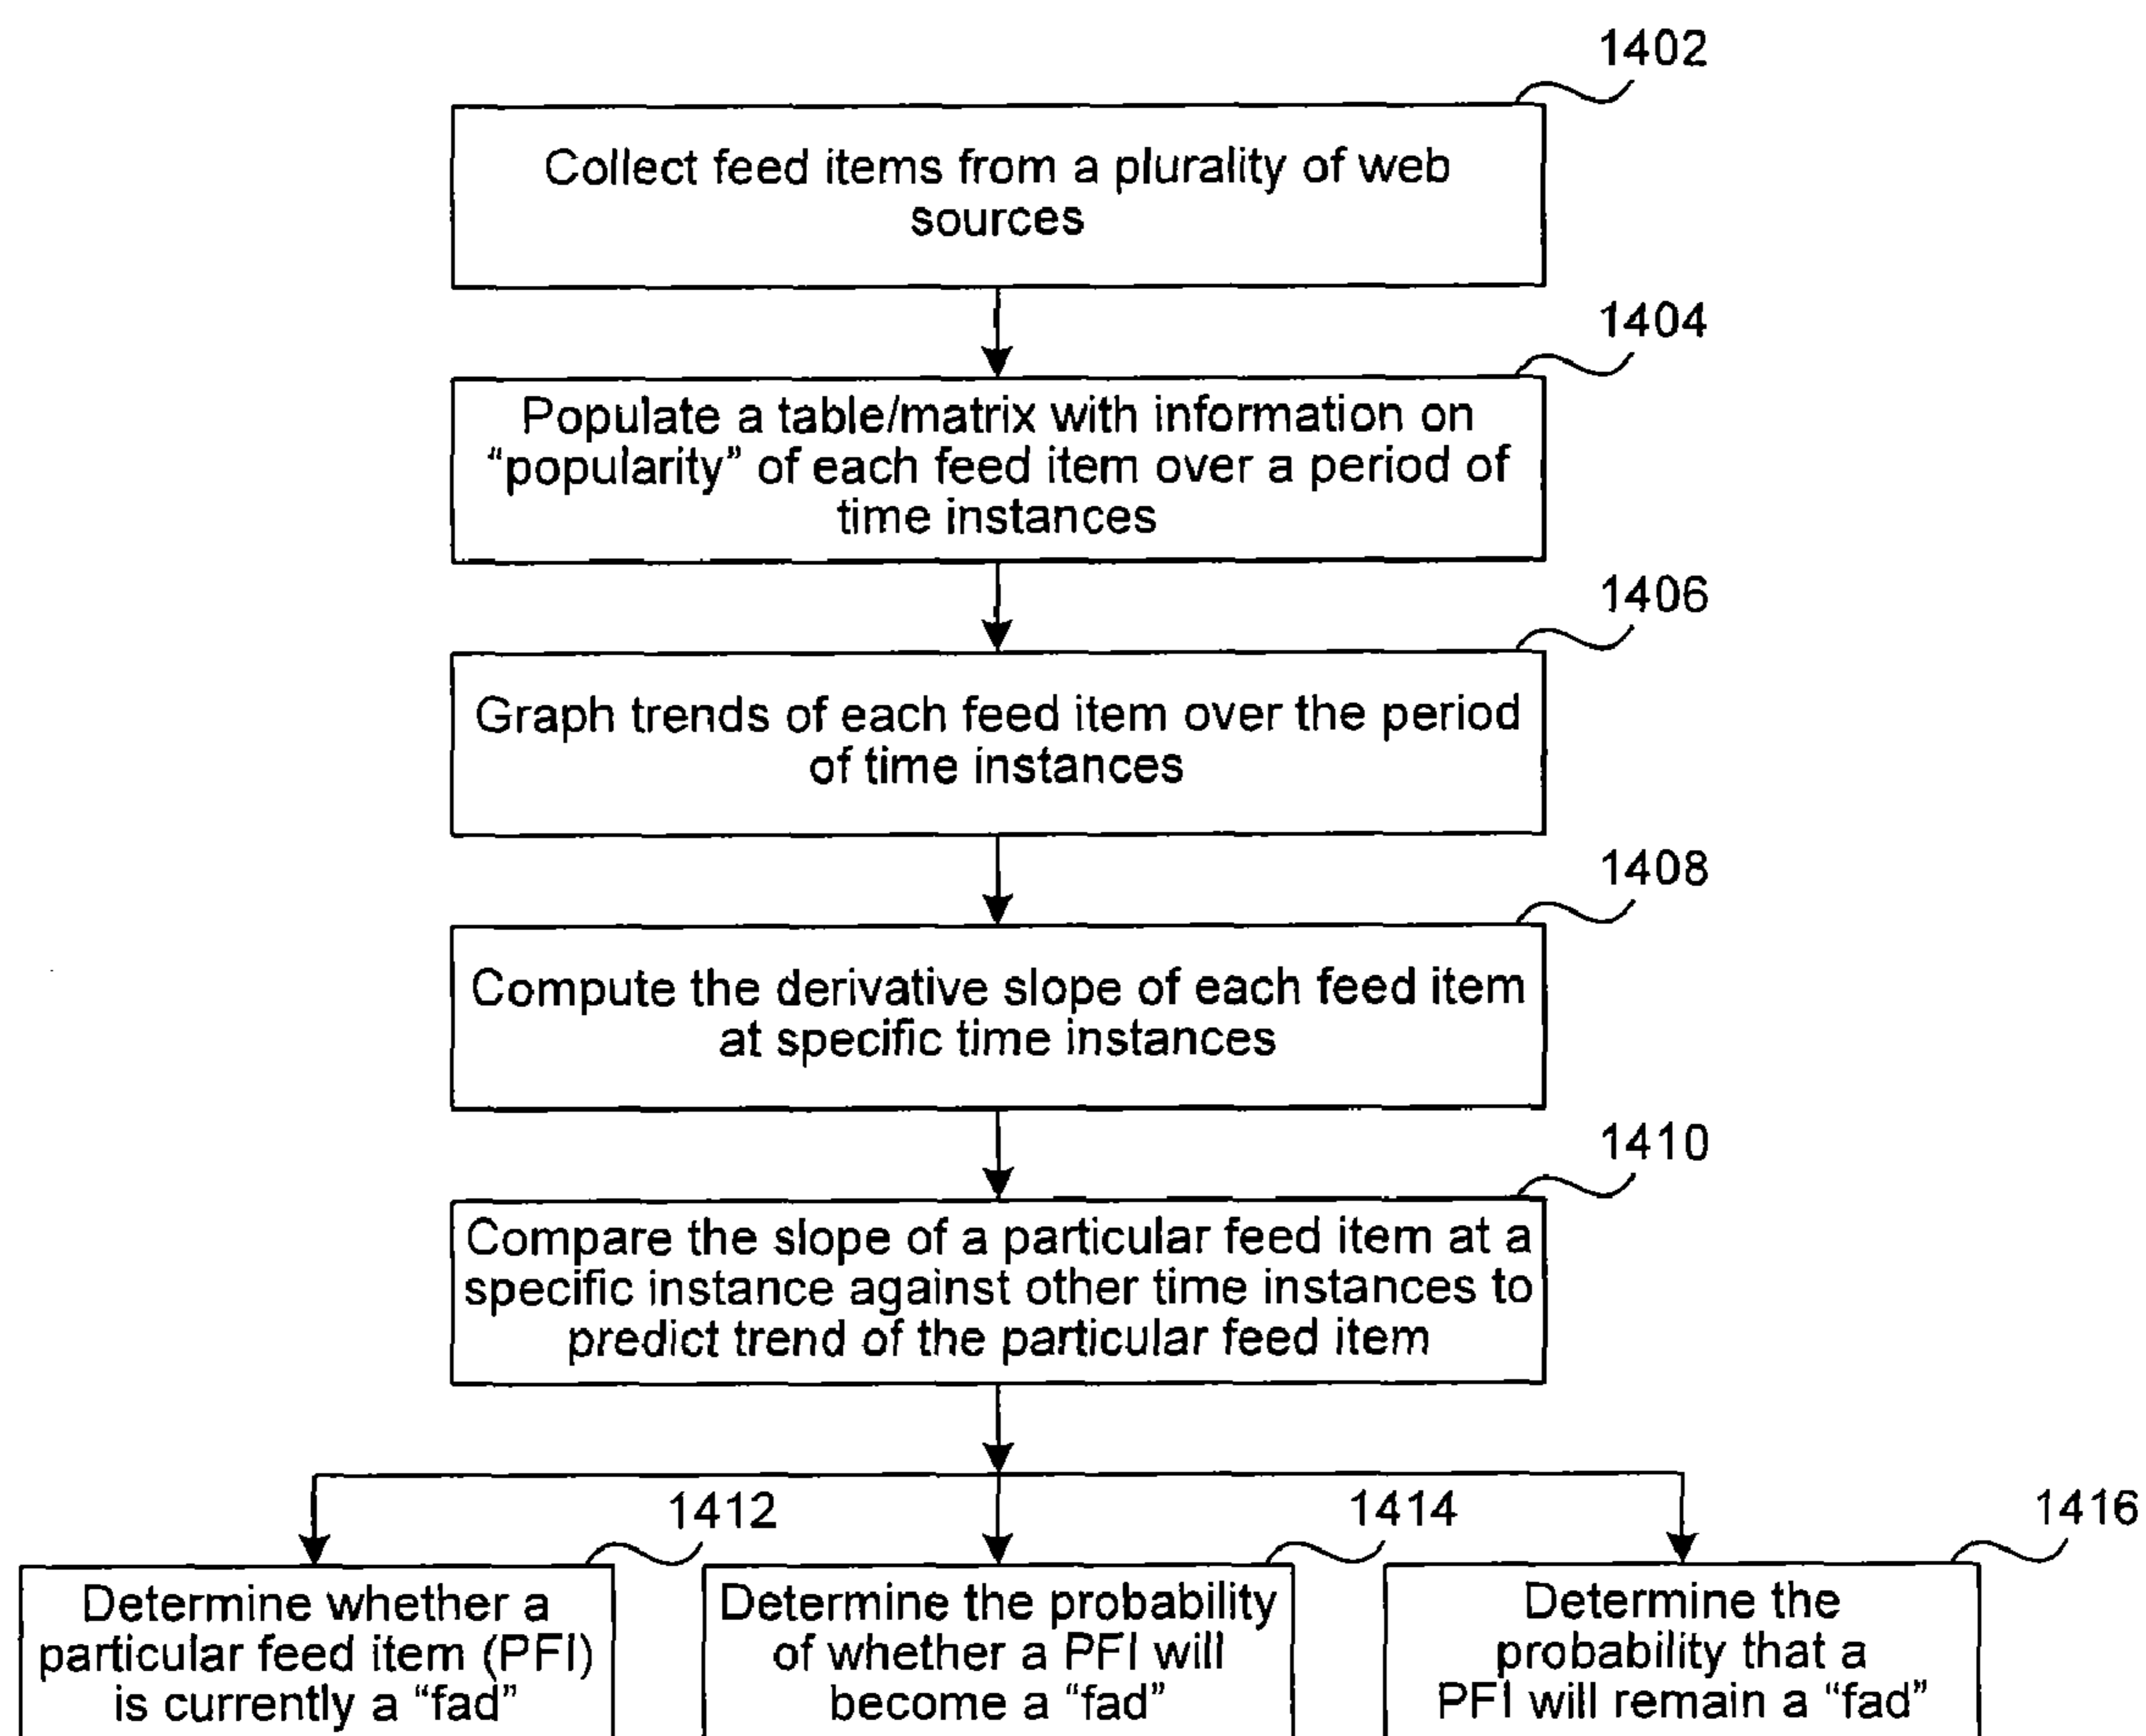 1402
Collect feed items from a plurality of web
sources
1404
Populate a table/matrix with information on
“popularity” of each feed item over a period of
time instances
1406
Graph trends of each feed item over the period
of time instances
1408
Compute the derivative slope of each feed item
at specific time instances
1410
Compare the slope of a particular feed item at a
specific instance against other time instances to
predict trend of the particular feed item
1412
Determine whether a
particular feed item (PFI)
is currently a “fad”
1414
Determine the probability
of whether a PFI will
become a “fad”
1416
Determine the
probability that a
PFI will remain a “fad”